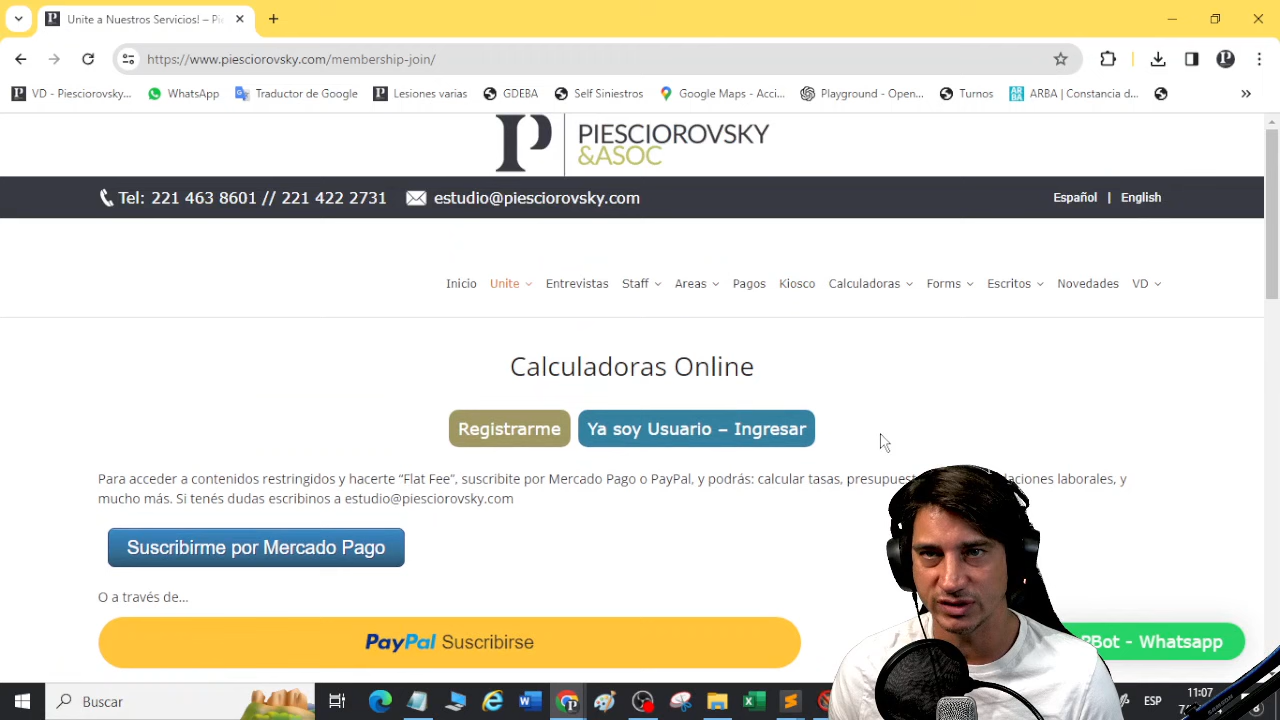 Unite a Nuestros Servicios! – Pie
https://www.piesciorovsky.com/membership-join/
VD - Piesciorovsky... WhatsApp Traductor de Google Lesiones varias GDEBA Self Siniestros Google Maps - Acci... Playground - Open... Turnos ARBA | Constancia d... »
P PIESCIOROVSKY
&ASOC
Tel: 221 463 8601 // 221 422 2731 estudio@piesciorovsky.com Español | English
Inicio Unite Entrevistas Staff Areas Pagos Kiosco Calculadoras Forms Escritos Novedades VD
Calculadoras Online
Registrarme Ya soy Usuario – Ingresar
Para acceder a contenidos restringidos y hacerte “Flat Fee”, suscribite por Mercado Pago o PayPal, y podrás: calcular tasas, presupues aciones laborales, y
mucho más. Si tenés dudas escribinos a estudio@piesciorovsky.com
Suscribirme por Mercado Pago
O a través de...
PayPal Suscribirse
PBot - Whatsapp
Buscar ESP 11:07